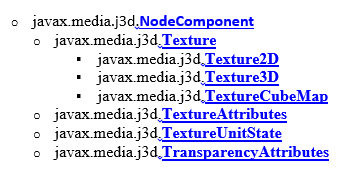 javax.media.j3d.NodeComponent
javax.media.j3d.Texture
javax.media.j3d.Texture2D
javax.media.j3d.Texture3D
javax.media.j3d.TextureCubeMap
javax.media.j3d.TextureAttributes
javax.media.j3d.TextureUnitState
javax.media.j3d.TransparencyAttributes